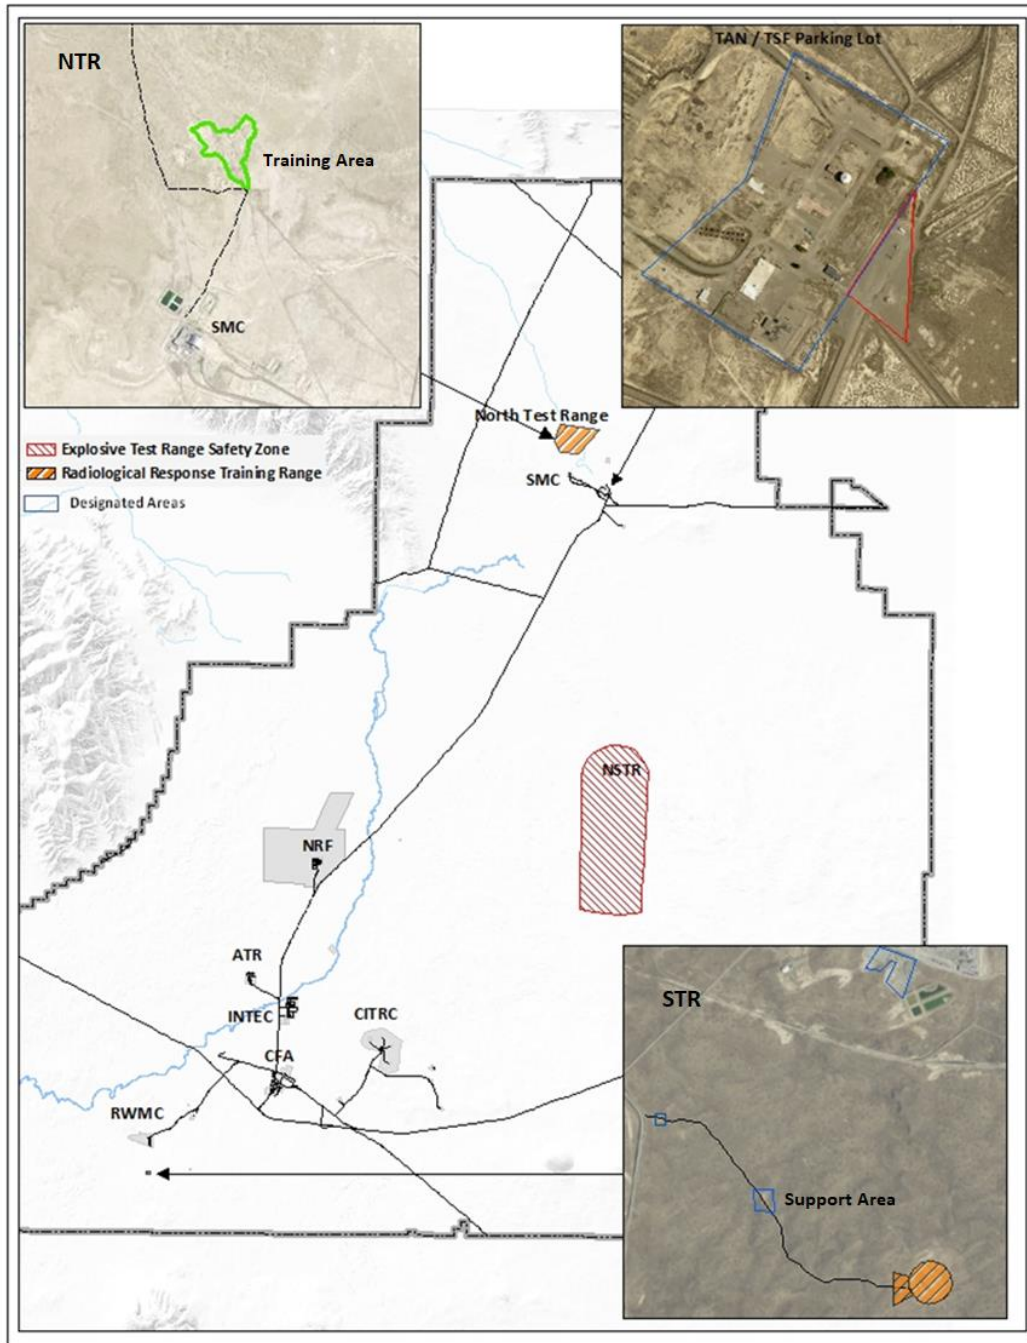 NTR
Training Area
SMC
TAN / TSF Parking Lot
Explosive Test Range Safety Zone
Radiological Response Training Range
Designated Areas
North Test Range
SMC
NSTR
NRF
ATR
INTEC
CITRC
CFA
RWMC
STR
Support Area